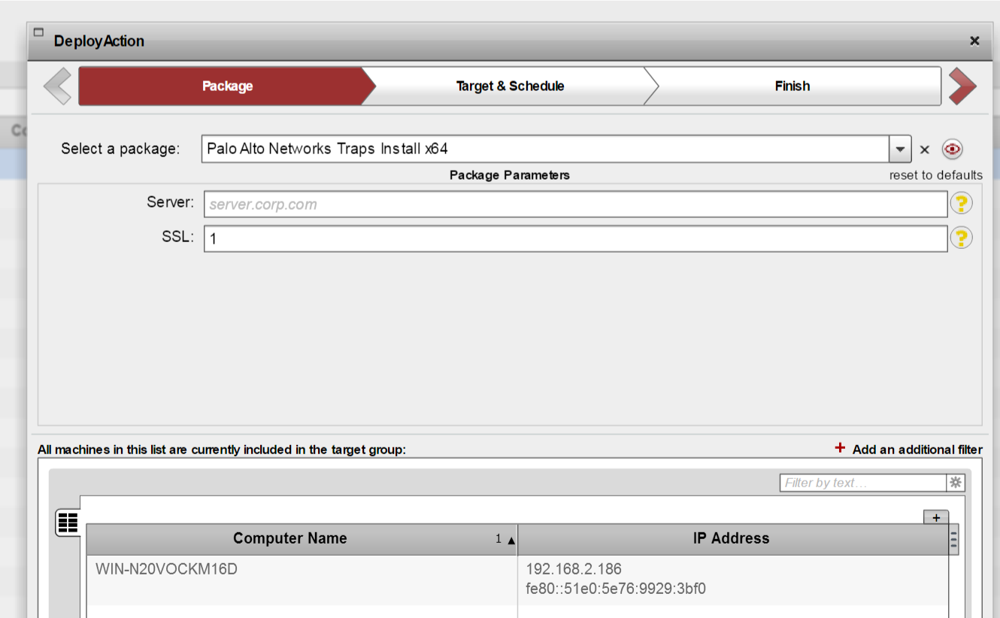 DeployAction
Package
Target & Schedule
Finish
Select a package:
Palo Alto Networks Traps Install x64
Package Parameters
reset to defaults
Server:
server.corp.com
?
SSL:
1
?
All machines in this list are currently included in the target group:
+ Add an additional filter
Filter by text...
+
Computer Name
1 ▲
IP Address
WIN-N20VOCKM16D
192.168.2.186
fe80::51e0:5e76:9929:3bf0